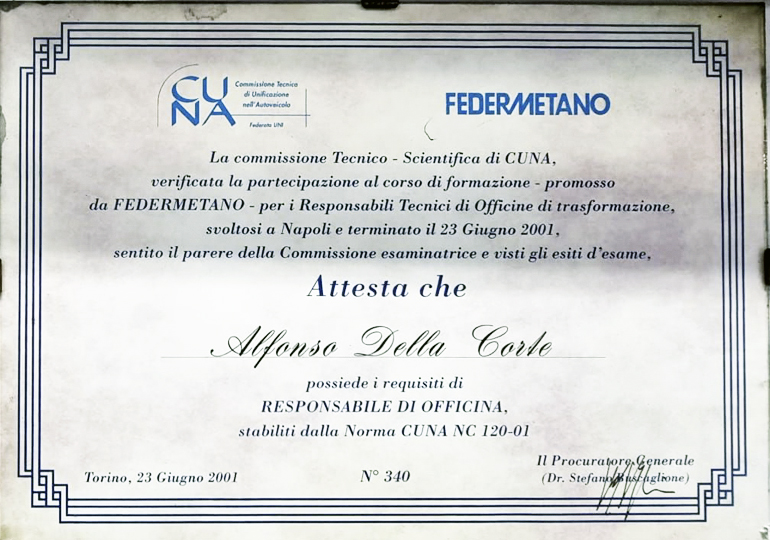 CUNA
Commissione Tecnica
di Unificazione
nell'Autoveicolo
Federata UNI
FEDERMETANO
La commissione Tecnico - Scientifica di CUNA,
verificata la partecipazione al corso di formazione - promosso
da FEDERMETANO - per i Responsabili Tecnici di Officine di trasformazione,
svoltosi a Napoli e terminato il 23 Giugno 2001,
sentito il parere della Commissione esaminatrice e visti gli esiti d'esame,
Attesta che
Alfonso Della Corte
possiede i requisiti di
RESPONSABILE DI OFFICINA,
stabiliti dalla Norma CUNA NC 120-01
Il Procuratore Generale
(Dr. Stefano Buscaglione)
Torino, 23 Giugno 2001
N° 340